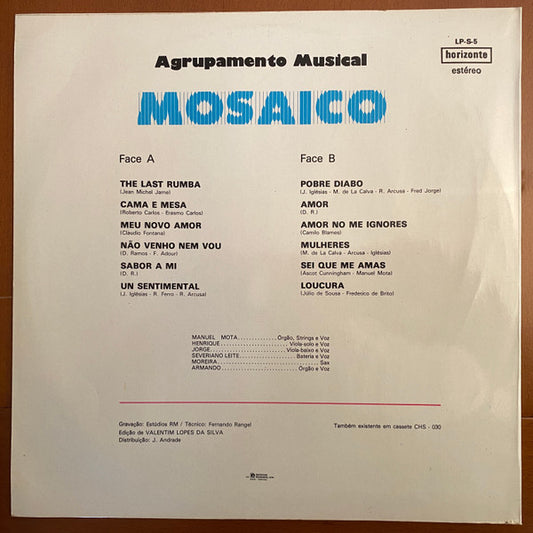 LP-S-5
horizonte
estéreo
Agrupamento Musical
MOSAICO
Face A
THE LAST RUMBA
(Jean Michel Jarre)
CAMA E MESA
(Roberto Carlos - Erasmo Carlos)
MEU NOVO AMOR
(Claudio Fontana)
NÃO VENHO NEM VOU
(D. Ramos - F. Adour)
SABOR A MI
(D. R.)
UN SENTIMENTAL
(J. Iglésias - R. Ferro - R. Arcusa)
Face B
POBRE DIABO
(J. Iglésias - M. de La Calva - R. Arcusa - Fred Jorge)
AMOR
(D. R.)
AMOR NO ME IGNORES
(Camilo Blames)
MULHERES
(M. de La Calva - Arcusa - Iglésias)
SEI QUE ME AMAS
(Ascot Cunningham - Manuel Mota)
LOUCURA
(Júlio de Sousa - Frederico de Brito)
MANUEL MOTA Órgão, Strings e Voz
HENRIQUE Viola-solo e Voz
JORGE Viola-baixo e Voz
SEVERIANO LEITE Bateria e Voz
MOREIRA Sax
ARMANDO Órgão e Voz
Gravação: Estúdios RM / Técnico: Fernando Rangel
Edição de VALENTIM LOPES DA SILVA
Distribuição: J. Andrade
Também existente em cassete CHS - 030